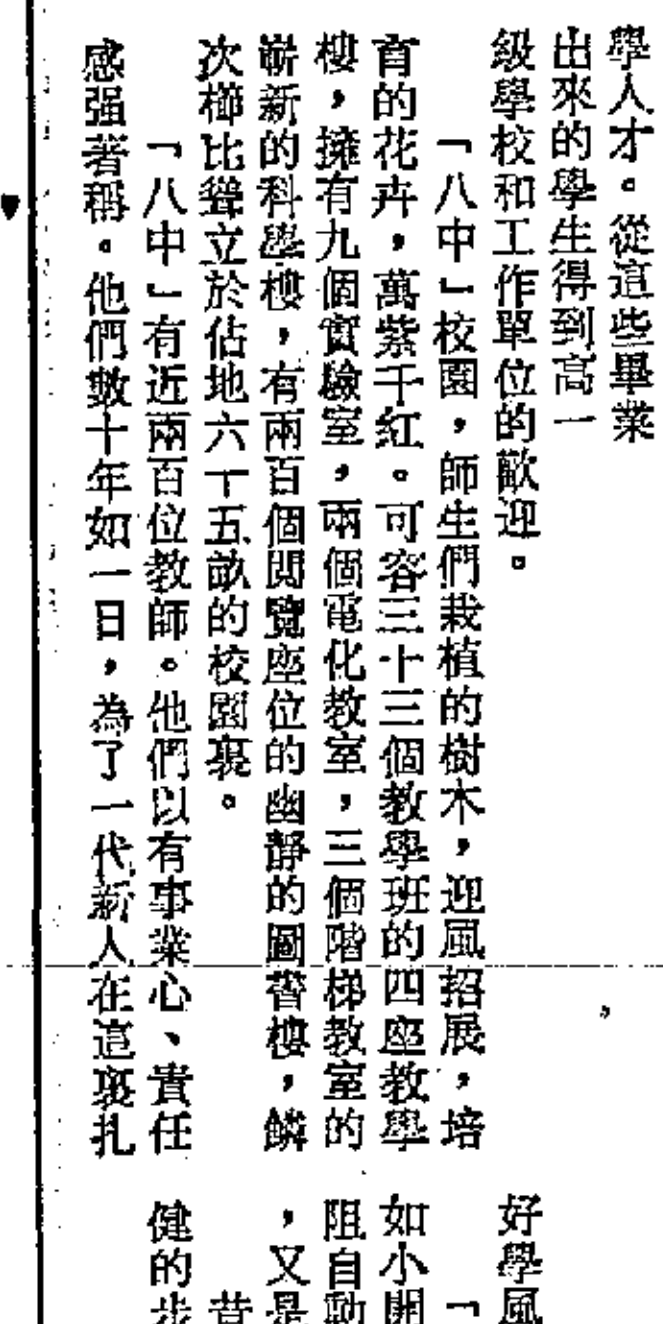 學人才。從這些畢業
出來的學生得到高一
級學校和工作單位的歡迎。
「八中」校園，師生們栽植的樹木，迎風招展，培
育的花卉，萬紫千紅。可容三十三個教學班的四座教學
樓，擁有九個實驗室，兩個電化教室，三個階梯教室的
嶄新的科學樓，有兩百個閱覽座位的幽靜的圖書樓，鱗
次櫛比聳立於佔地六十五畝的校園裏。
「八中」有近兩百位教師。他們以有事業心、責任
感强著稱。他們數十年如一日，為了一代新人在這裏扎
好學風
「
如小開
阻自動
，又是
昔
健的步